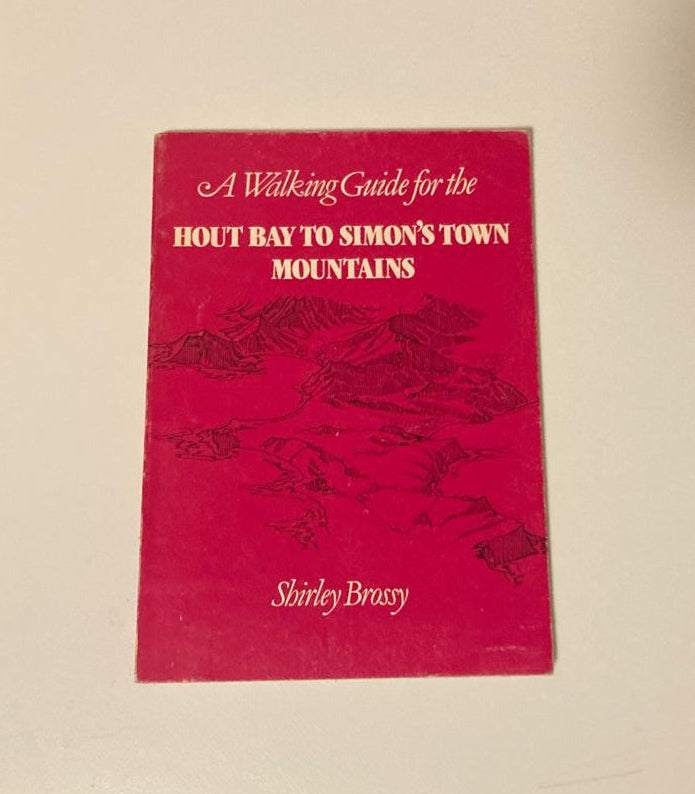 A Walking Guide for the
HOUT BAY TO SIMON'S TOWN
MOUNTAINS
Shirley Brossy